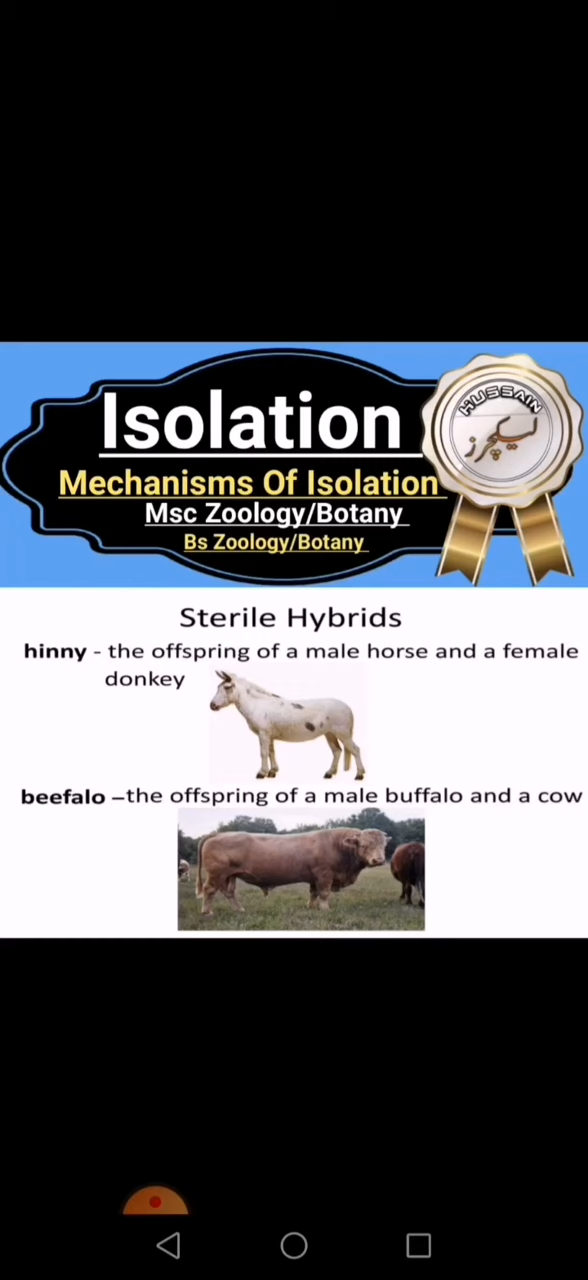 Isolation
HUSSAIN
لیکچرز
Mechanisms Of Isolation
Msc Zoology/Botany
Bs Zoology/Botany
Sterile Hybrids
hinny - the offspring of a male horse and a female
donkey
beefalo –the offspring of a male buffalo and a cow